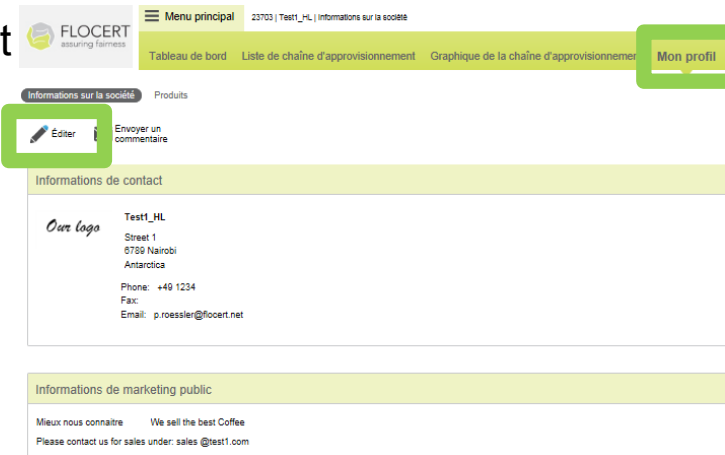 t
FLOCERT
assuring fairness
Menu principal 23703 | Test1_HL | Informations sur la société
Tableau de bord Liste de chaîne d'approvisionnement Graphique de la chaîne d'approvisionnemen Mon profil
Informations sur la société Produits
Éditer Envoyer un
commentaire
Informations de contact
Our logo
Test1_HL
Street 1
6789 Nairobi
Antarctica
Phone: +49 1234
Fax:
Email: p.roessler@flocert.net
Informations de marketing public
Mieux nous connaitre We sell the best Coffee
Please contact us for sales under: sales @test1.com